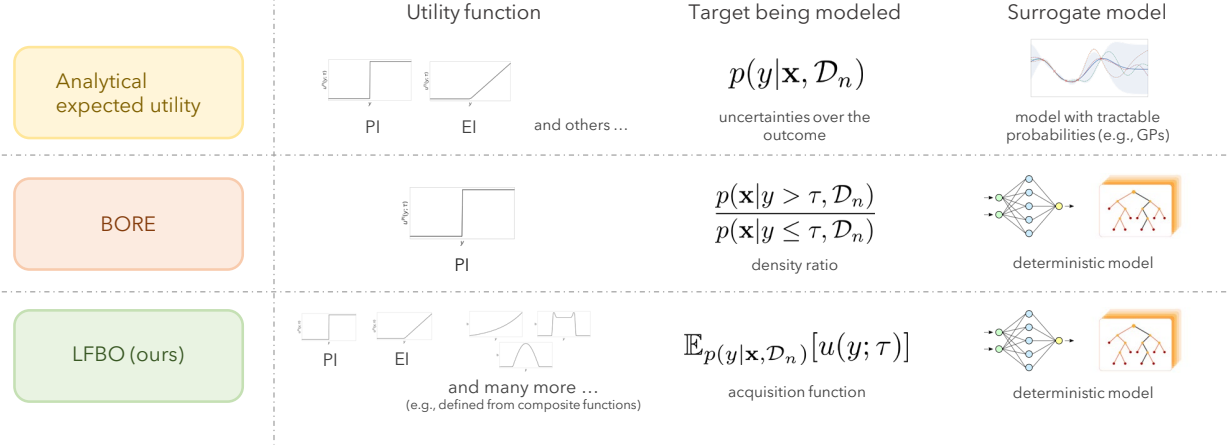 Utility function
Target being modeled
Surrogate model
Analytical
expected utility
PI
EI
and others ...
p(y|x, D_n)
uncertainties over the
outcome
model with tractable
probabilities (e.g., GPs)
BORE
u^PI(y; τ)
y
PI
p(x|y > τ, D_n)
p(x|y ≤ τ, D_n)
density ratio
deterministic model
LFBO (ours)
PI
EI
and many more ...
(e.g., defined from composite functions)
𝔼_p(y|x,D_n)[u(y; τ)]
acquisition function
deterministic model